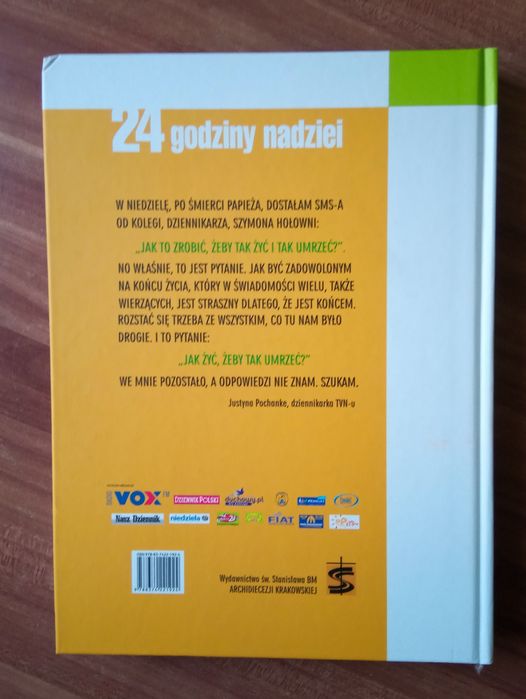 24 godziny nadziei
W NIEDZIELĘ, PO ŚMIERCI PAPIEŻA, DOSTAŁAM SMS-A
OD KOLEGI, DZIENNIKARZA, SZYMONA HOŁOWNI:
„JAK TO ZROBIĆ, ŻEBY TAK ŻYĆ I TAK UMRZEĆ?".
NO WŁAŚNIE, TO JEST PYTANIE. JAK BYĆ ZADOWOLONYM
NA KOŃCU ŻYCIA, KTÓRY W ŚWIADOMOŚCI WIELU, TAKŻE
WIERZĄCYCH, JEST STRASZNY DLATEGO, ŻE JEST KOŃCEM.
ROZSTAĆ SIĘ TRZEBA ZE WSZYSTKIM, CO TU NAM BYŁO
DROGIE. I TO PYTANIE:
„JAK ŻYĆ, ŻEBY TAK UMRZEĆ?"
WE MNIE POZOSTAŁO, A ODPOWIEDZI NIE ZNAM. SZUKAM.
Justyna Pochanke, dziennikarka TVN-u
VOX FM DZIENNIK POLSKI duchowy.pl
Nasz Dziennik niedziela FIAT
Wydawnictwo św. Stanisława BM
ARCHIDIECEZJI KRAKOWSKIEJ